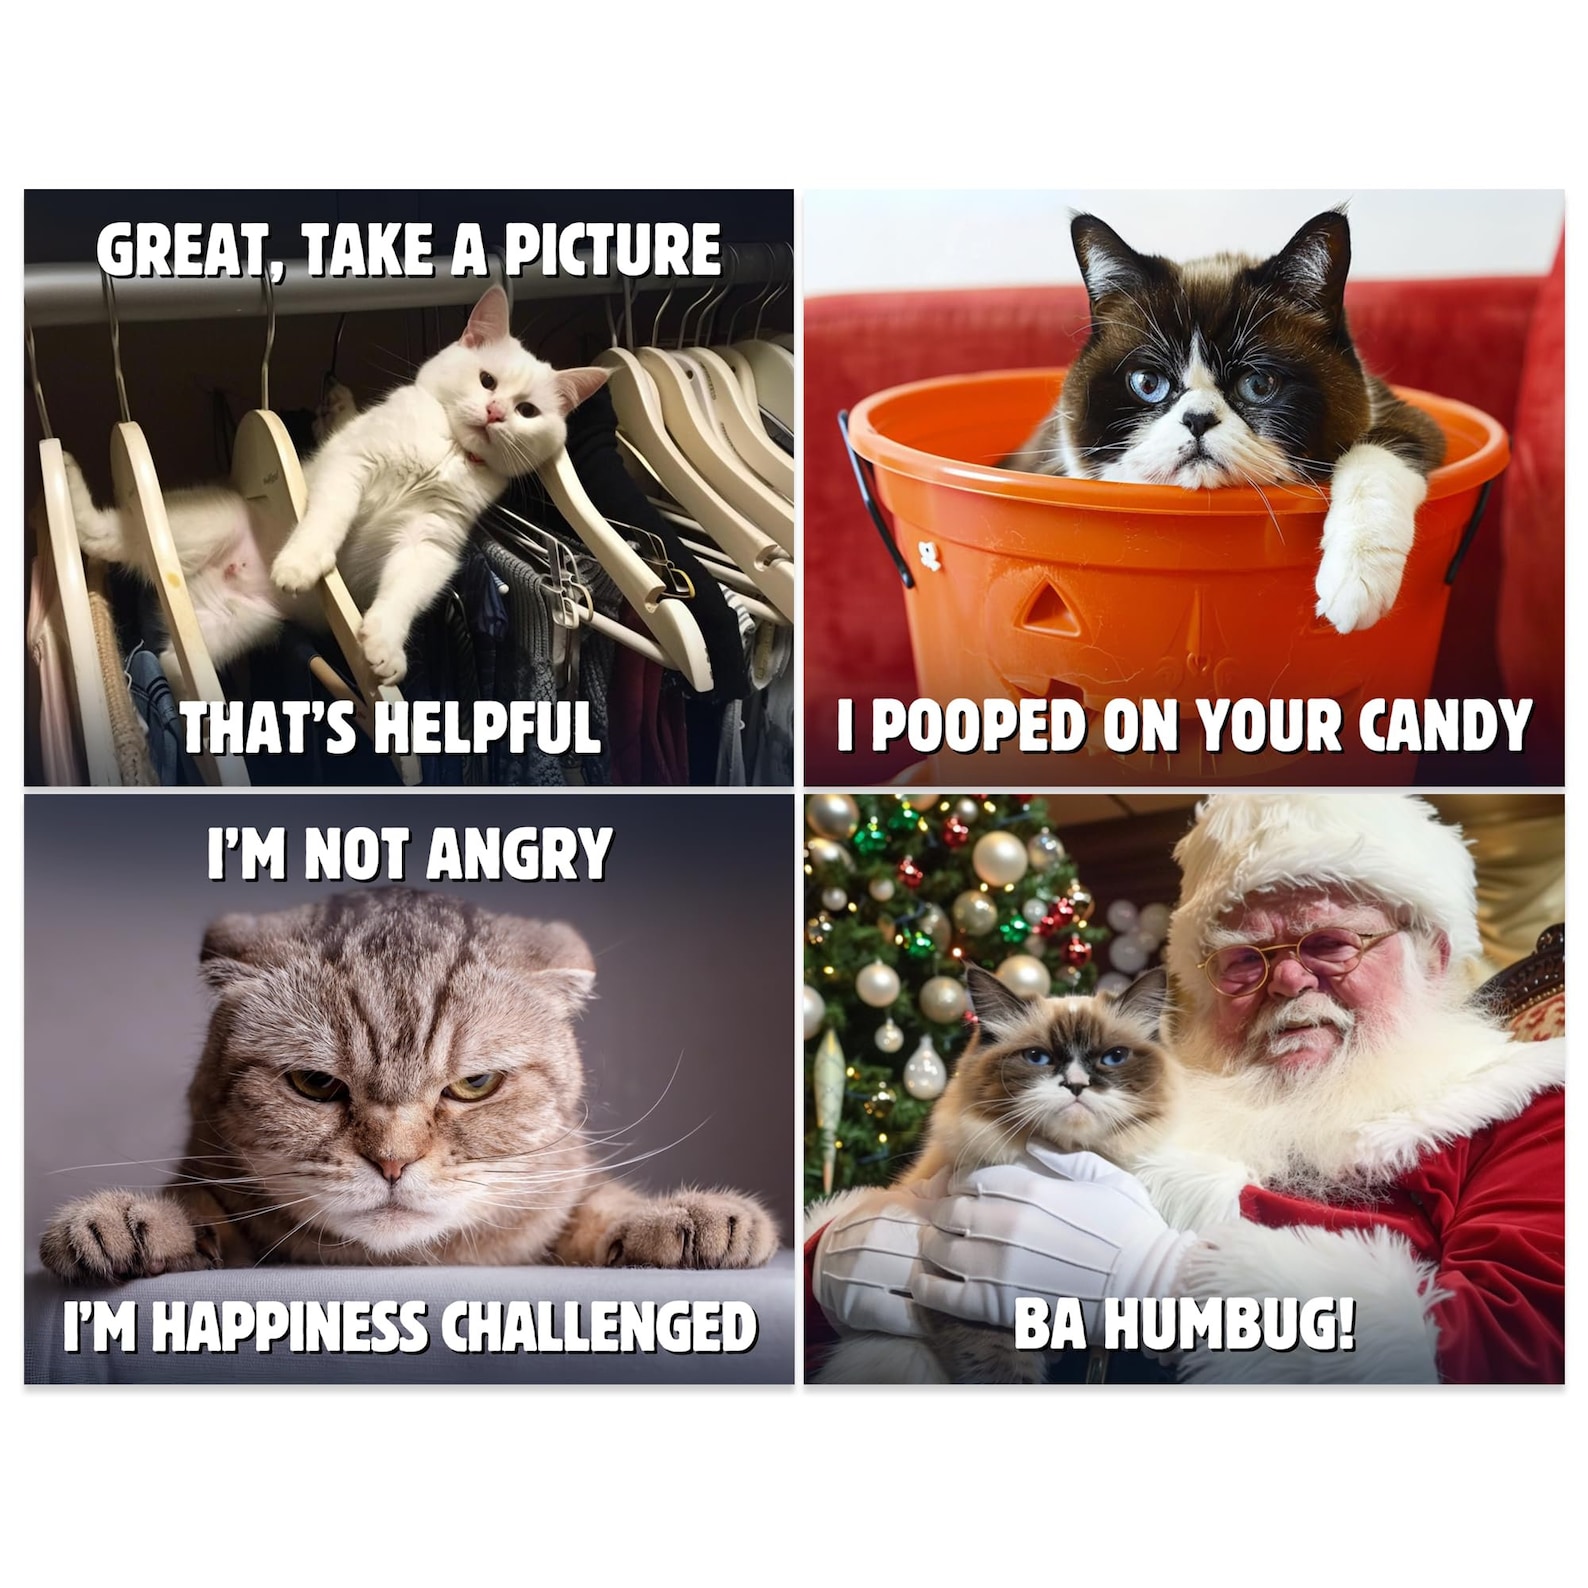 GREAT, TAKE A PICTURE
THAT'S HELPFUL
I POOPED ON YOUR CANDY
I'M NOT ANGRY
I'M HAPPINESS CHALLENGED
BA HUMBUG!